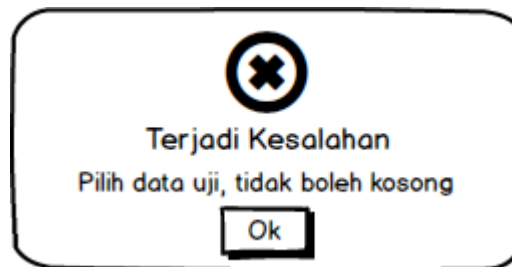 Terjadi Kesalahan
Pilih data uji, tidak boleh kosong
Ok